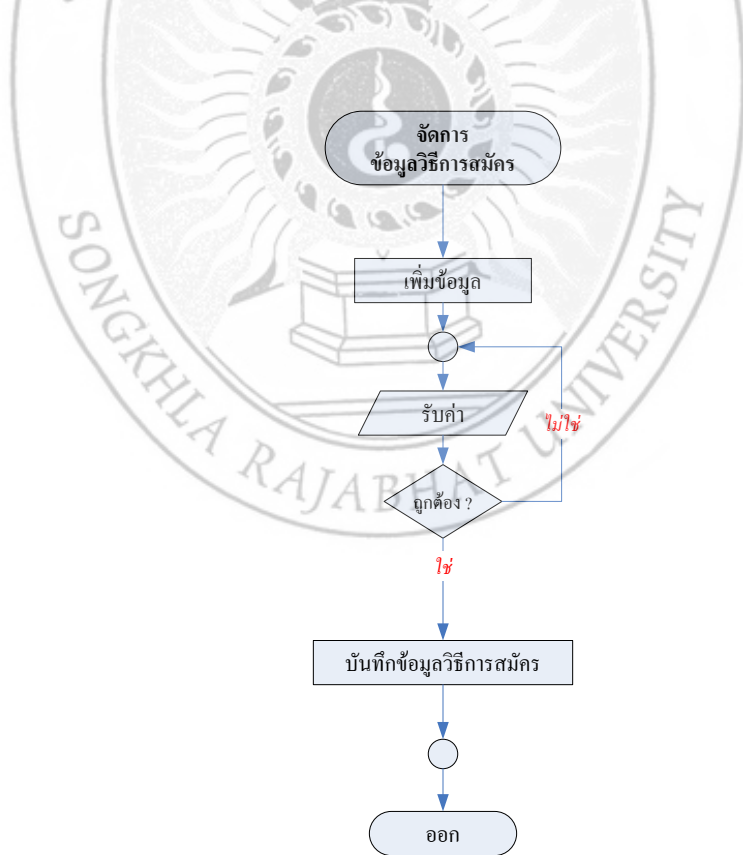 จัดการ
ข้อมูลวิธีการสมัคร
เพิ่มข้อมูล
รับค่า
ไม่ใช่
ถูกต้อง ?
ใช่
บันทึกข้อมูลวิธีการสมัคร
ออก
SONGKHLA RAJABHAT UNIVERSITY